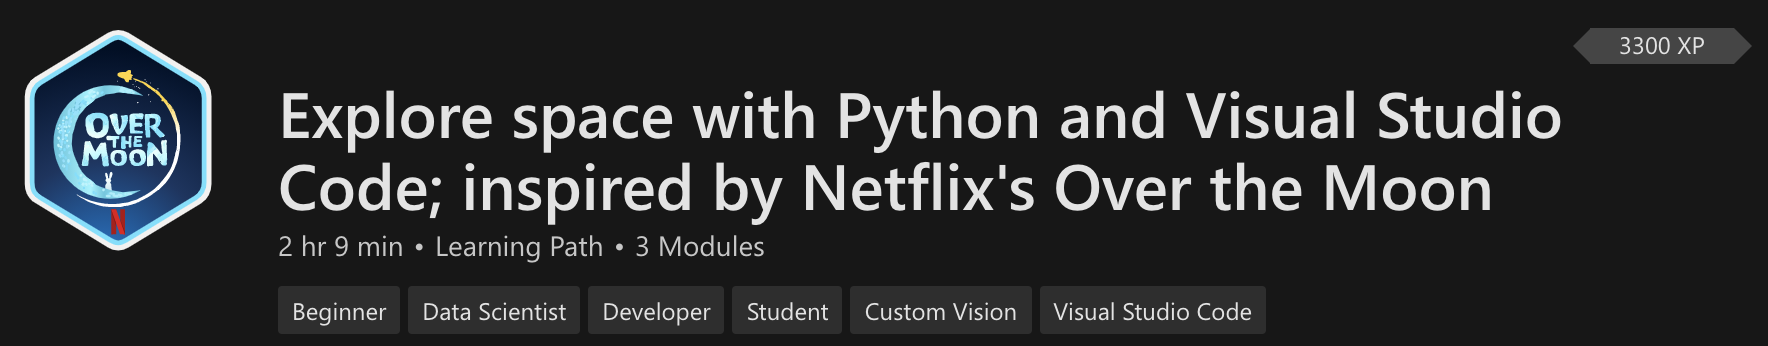 3300 XP
OVER
THE
MOON
N
Explore space with Python and Visual Studio
Code; inspired by Netflix's Over the Moon
2 hr 9 min • Learning Path • 3 Modules
Beginner Data Scientist Developer Student Custom Vision Visual Studio Code